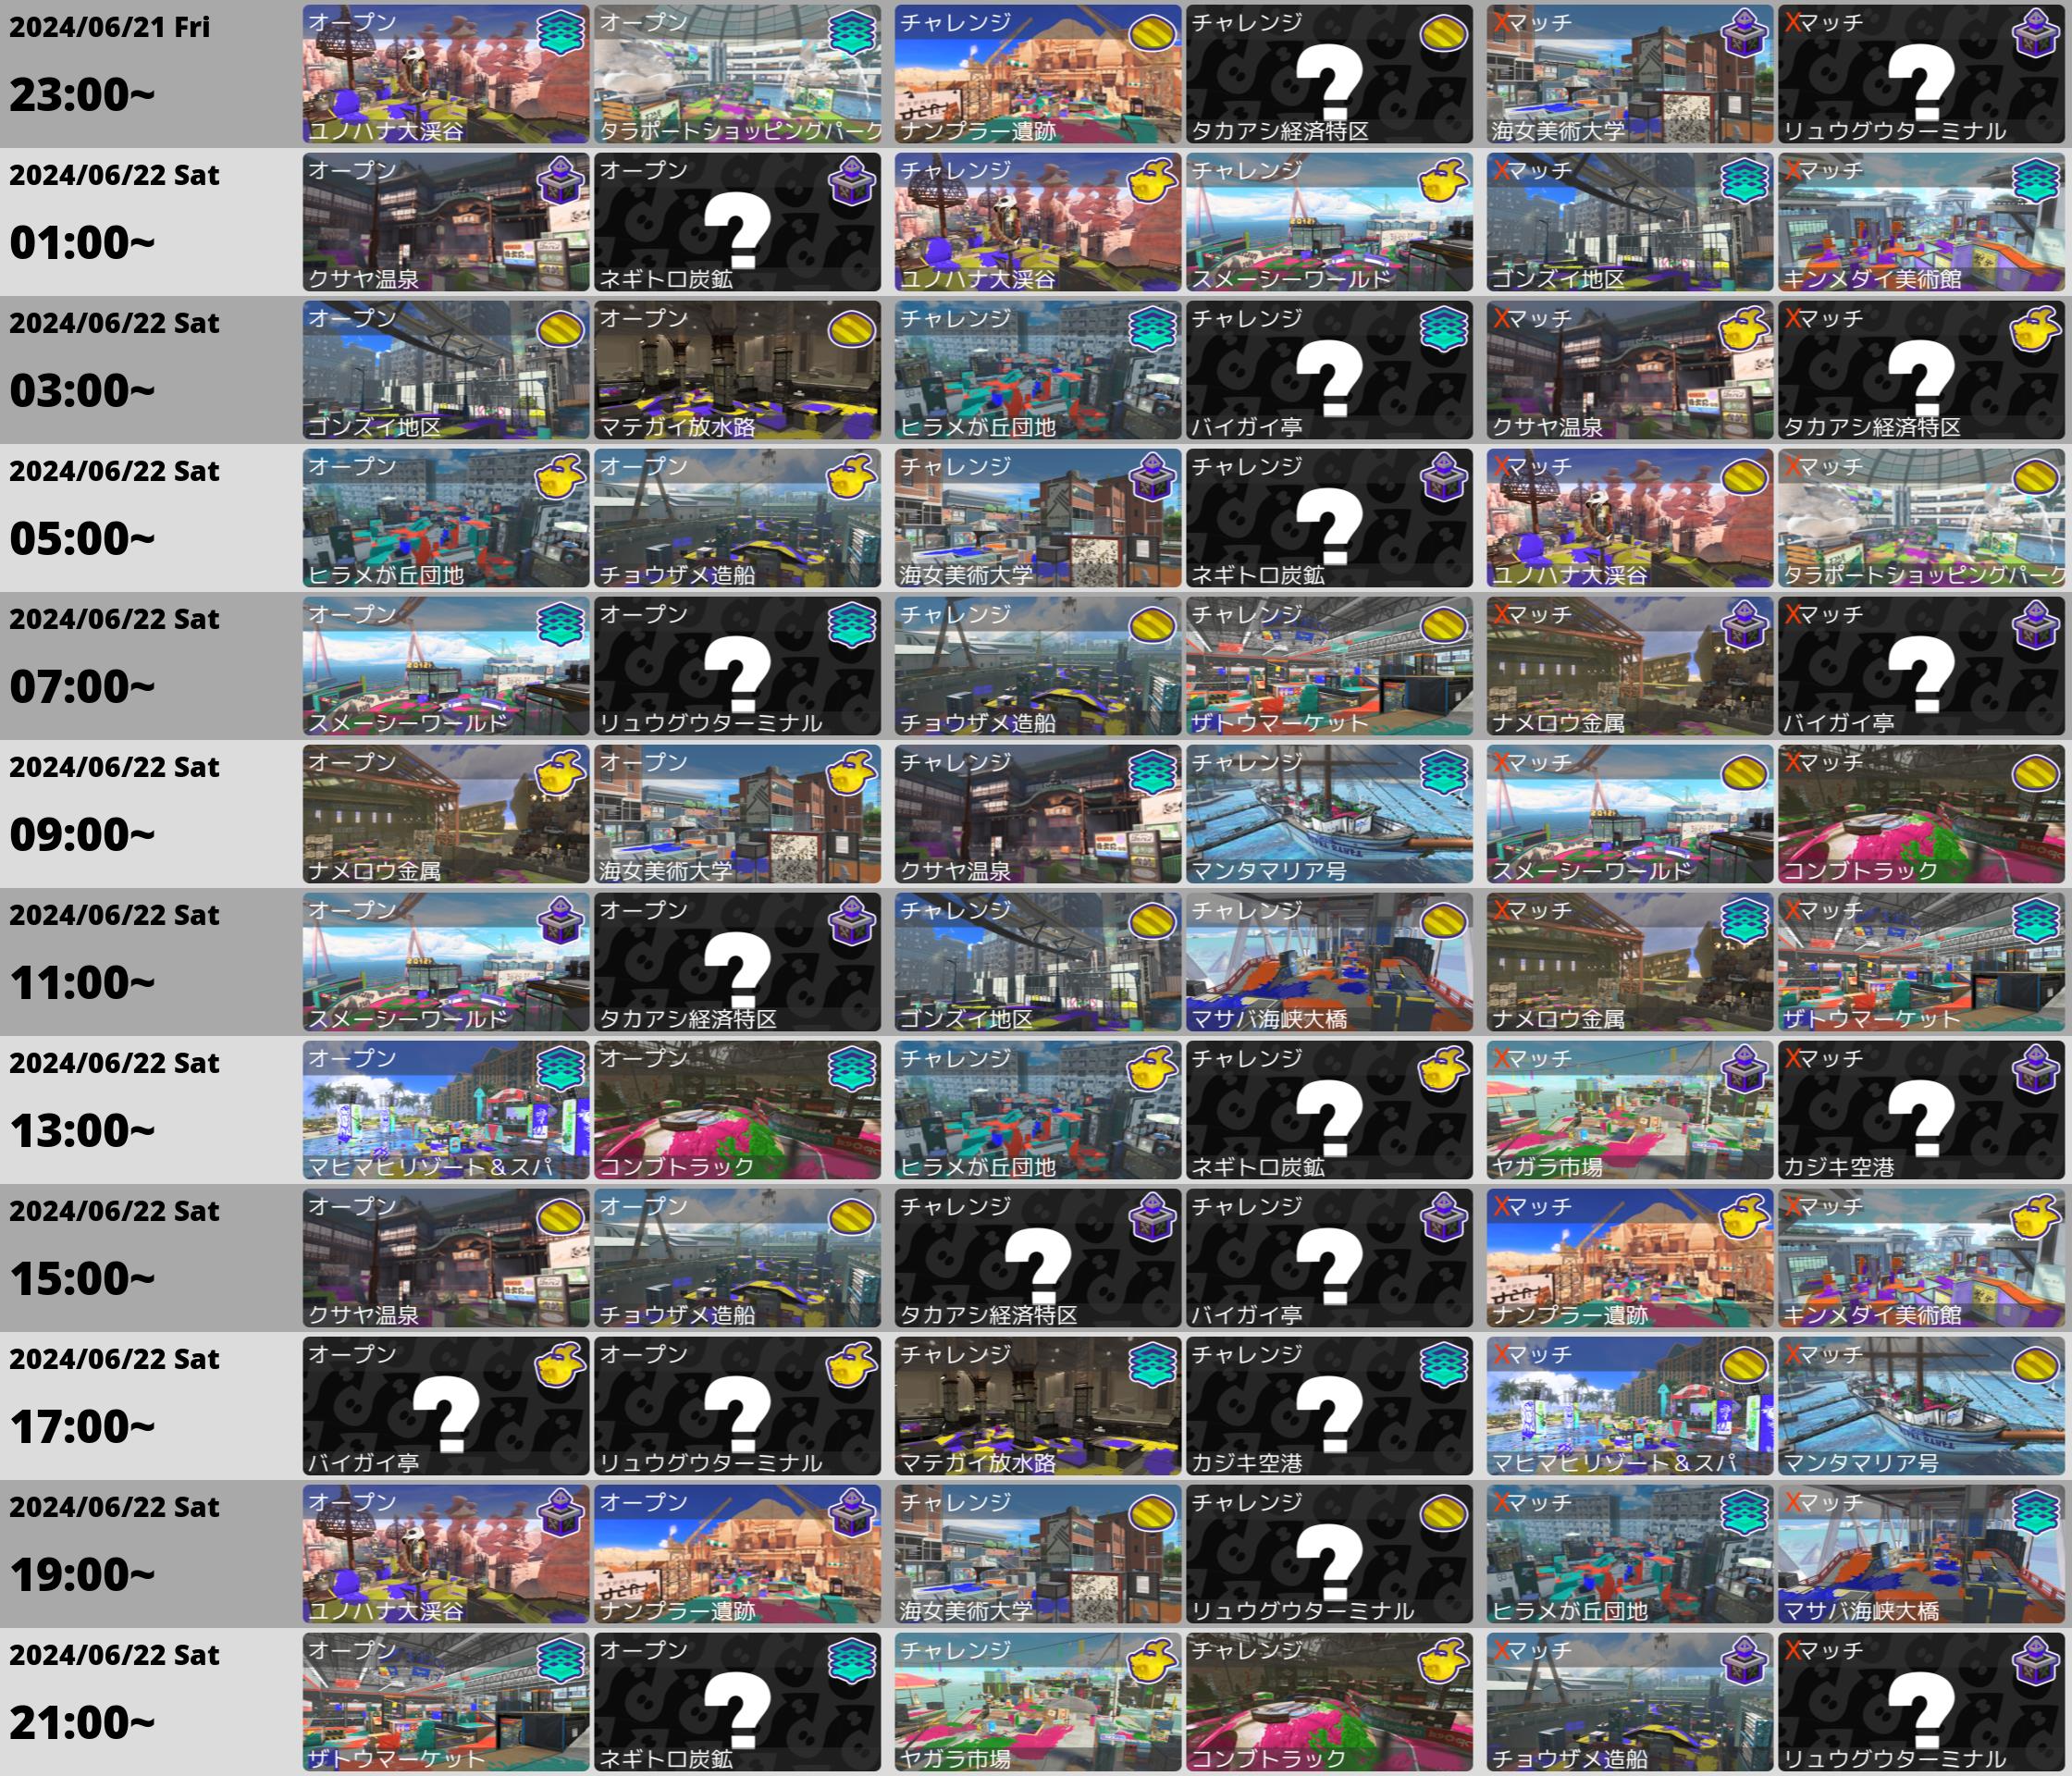 2024/06/21 Fri
23:00~
オープン オープン チャレンジ チャレンジ Xマッチ Xマッチ
ユノハナ大渓谷 タラポートショッピングパーク ナンプラー遺跡 タカアシ経済特区 海女美術大学 リュウグウターミナル
2024/06/22 Sat
01:00~
オープン オープン チャレンジ チャレンジ Xマッチ Xマッチ
クサヤ温泉 ネギトロ炭鉱 ユノハナ大渓谷 スメーシーワールド ゴンズイ地区 キンメダイ美術館
2024/06/22 Sat
03:00~
オープン オープン チャレンジ チャレンジ Xマッチ Xマッチ
ゴンズイ地区 マテガイ放水路 ヒラメが丘団地 バイガイ亭 クサヤ温泉 タカアシ経済特区
2024/06/22 Sat
05:00~
オープン オープン チャレンジ チャレンジ Xマッチ Xマッチ
ヒラメが丘団地 チョウザメ造船 海女美術大学 ネギトロ炭鉱 ユノハナ大渓谷 タラポートショッピングパーク
2024/06/22 Sat
07:00~
オープン オープン チャレンジ チャレンジ Xマッチ Xマッチ
スメーシーワールド リュウグウターミナル チョウザメ造船 ザトウマーケット ナメロウ金属 バイガイ亭
2024/06/22 Sat
09:00~
オープン オープン チャレンジ チャレンジ Xマッチ Xマッチ
ナメロウ金属 海女美術大学 クサヤ温泉 マンタマリア号 スメーシーワールド コンブトラック
2024/06/22 Sat
11:00~
オープン オープン チャレンジ チャレンジ Xマッチ Xマッチ
スメーシーワールド タカアシ経済特区 ゴンズイ地区 マサバ海峡大橋 ナメロウ金属 ザトウマーケット
2024/06/22 Sat
13:00~
オープン オープン チャレンジ チャレンジ Xマッチ Xマッチ
マヒマヒリゾート&スパ コンブトラック ヒラメが丘団地 ネギトロ炭鉱 ヤガラ市場 カジキ空港
2024/06/22 Sat
15:00~
オープン オープン チャレンジ チャレンジ Xマッチ Xマッチ
クサヤ温泉 チョウザメ造船 タカアシ経済特区 バイガイ亭 ナンプラー遺跡 キンメダイ美術館
2024/06/22 Sat
17:00~
オープン オープン チャレンジ チャレンジ Xマッチ Xマッチ
バイガイ亭 リュウグウターミナル マテガイ放水路 カジキ空港 マヒマヒリゾート&スパ マンタマリア号
2024/06/22 Sat
19:00~
オープン オープン チャレンジ チャレンジ Xマッチ Xマッチ
ユノハナ大渓谷 ナンプラー遺跡 海女美術大学 リュウグウターミナル ヒラメが丘団地 マサバ海峡大橋
2024/06/22 Sat
21:00~
オープン オープン チャレンジ チャレンジ Xマッチ Xマッチ
ザトウマーケット ネギトロ炭鉱 ヤガラ市場 コンブトラック チョウザメ造船 リュウグウターミナル